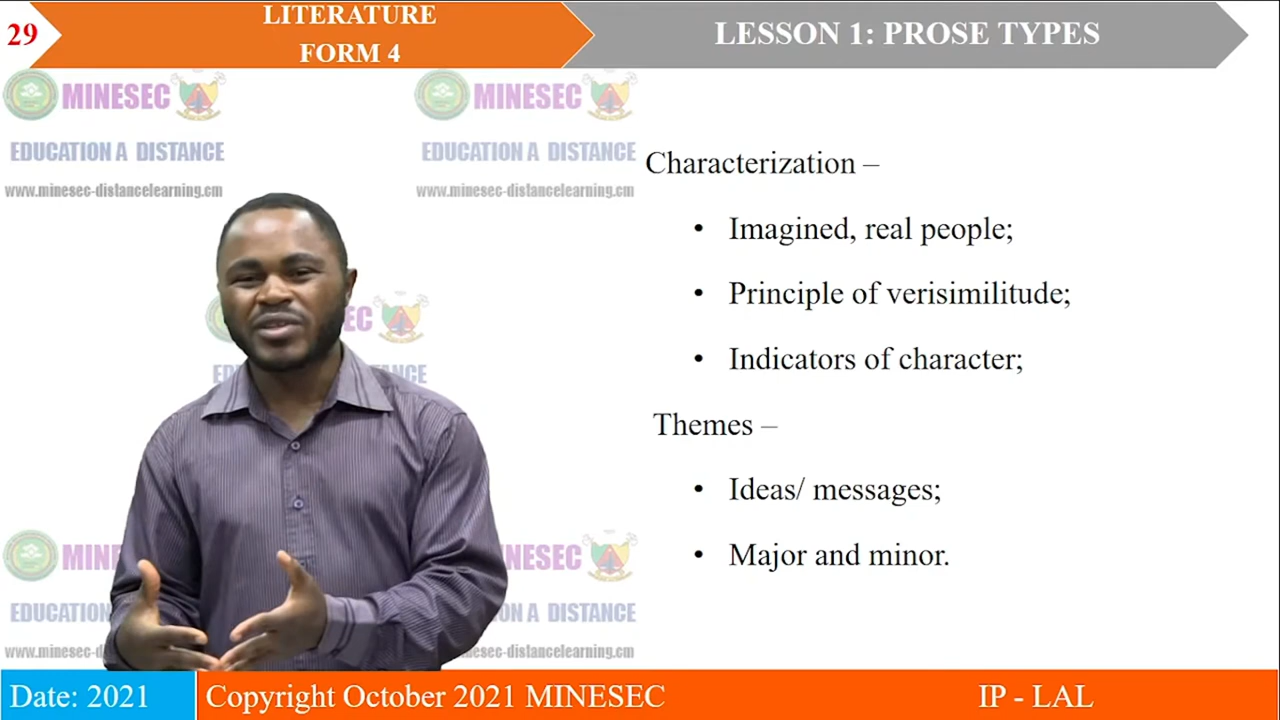 29
LITERATURE
FORM 4
LESSON 1: PROSE TYPES
MINESEC MINESEC
EDUCATION A DISTANCE EDUCATION A DISTANCE
www.minesec-distancelearning.cm www.minesec-distancelearning.cm
Characterization –
• Imagined, real people;
• Principle of verisimilitude;
• Indicators of character;
Themes –
• Ideas/ messages;
• Major and minor.
Date: 2021
Copyright October 2021 MINESEC
IP - LAL